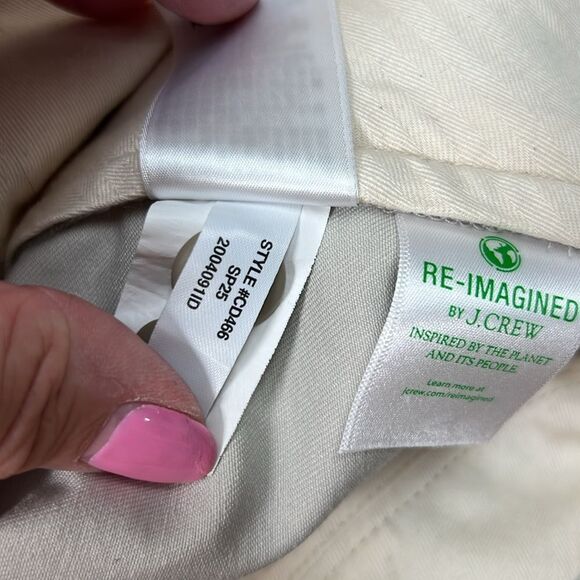 STYLE #CD466
SP25
2004091ID
RE-IMAGINED
BY J.CREW
INSPIRED BY THE PLANET
AND ITS PEOPLE.
Learn more at
jcrew.com/reimagined